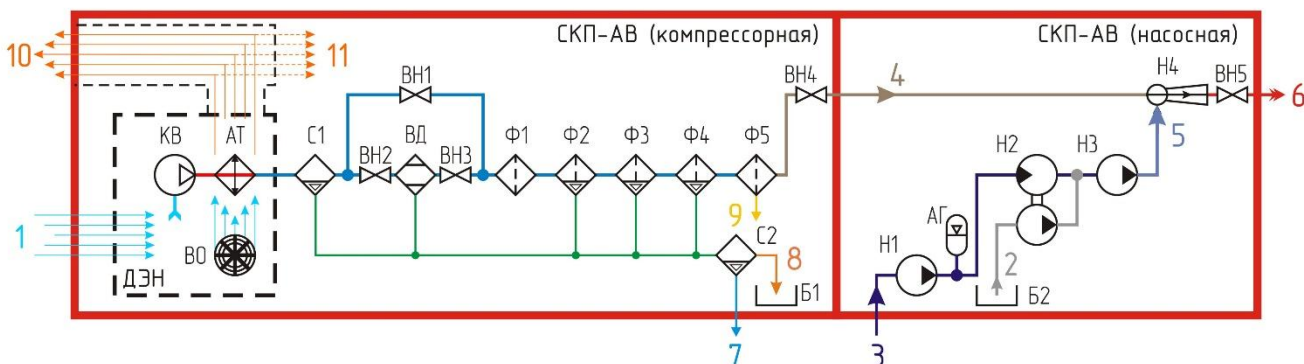 СКП-АВ (компрессорная)
СКП-АВ (насосная)
10
11
ВН1
ВН4
4
Н4
ВН5
6
КВ
АТ
С1
ВД
ВН2
ВН3
Ф1
Ф2
Ф3
Ф4
Ф5
5
Н2
Н3
1
9
С2
АГ
ВО
8
Н1
2
ДЭН
Б1
Б2
7
3